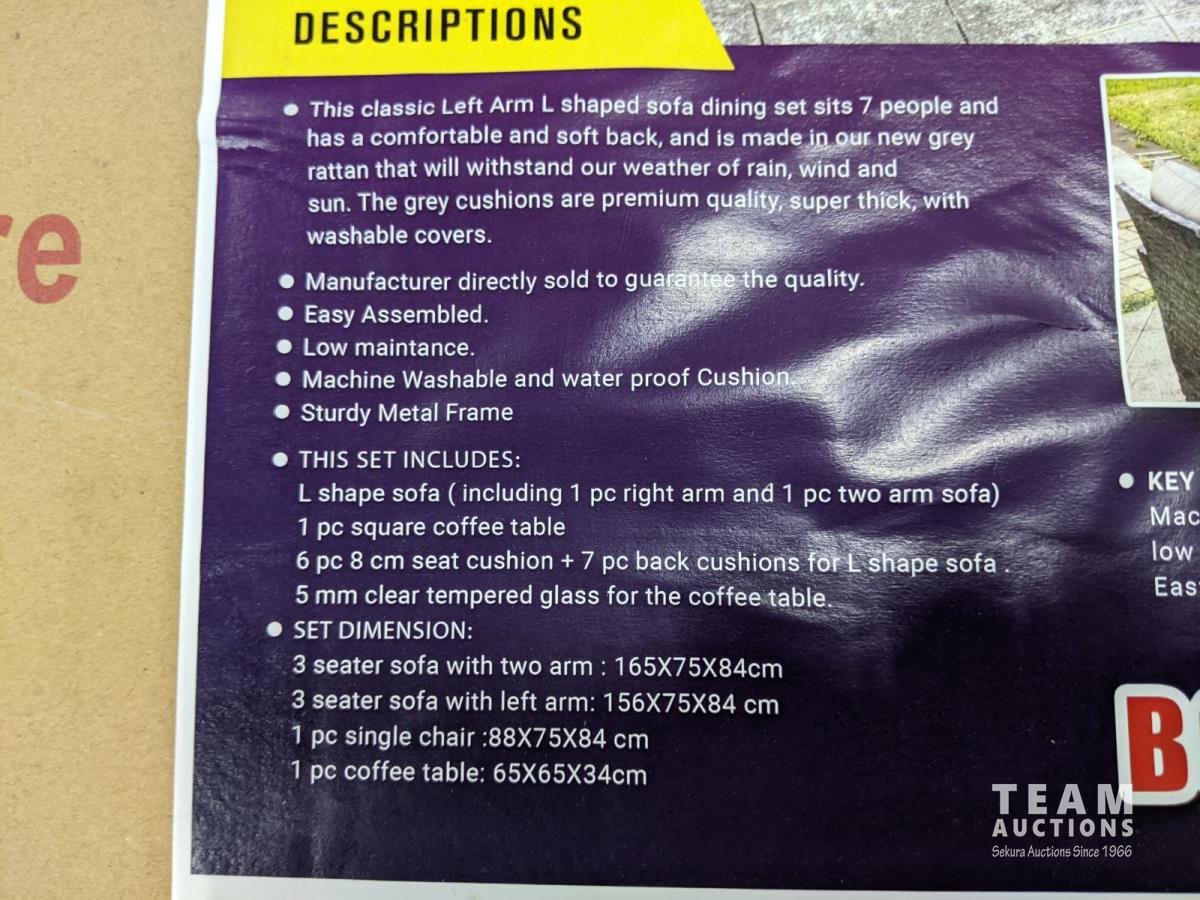 DESCRIPTIONS
This classic Left Arm L shaped sofa dining set sits 7 people and
has a comfortable and soft back, and is made in our new grey
rattan that will withstand our weather of rain, wind and
sun. The grey cushions are premium quality, super thick, with
washable covers.
Manufacturer directly sold to guarantee the quality.
Easy Assembled.
Low maintance.
Machine Washable and water proof Cushion.
Sturdy Metal Frame
THIS SET INCLUDES:
L shape sofa ( including 1 pc right arm and 1 pc two arm sofa)
1 pc square coffee table
6 pc 8 cm seat cushion + 7 pc back cushions for L shape sofa .
5 mm clear tempered glass for the coffee table.
SET DIMENSION:
3 seater sofa with two arm : 165X75X84cm
3 seater sofa with left arm: 156X75X84 cm
1 pc single chair :88X75X84 cm
1 pc coffee table: 65X65X34cm
re
KEY
Mac
low
Eas
B
TEAM
AUCTIONS
Sekura Auctions Since 1966